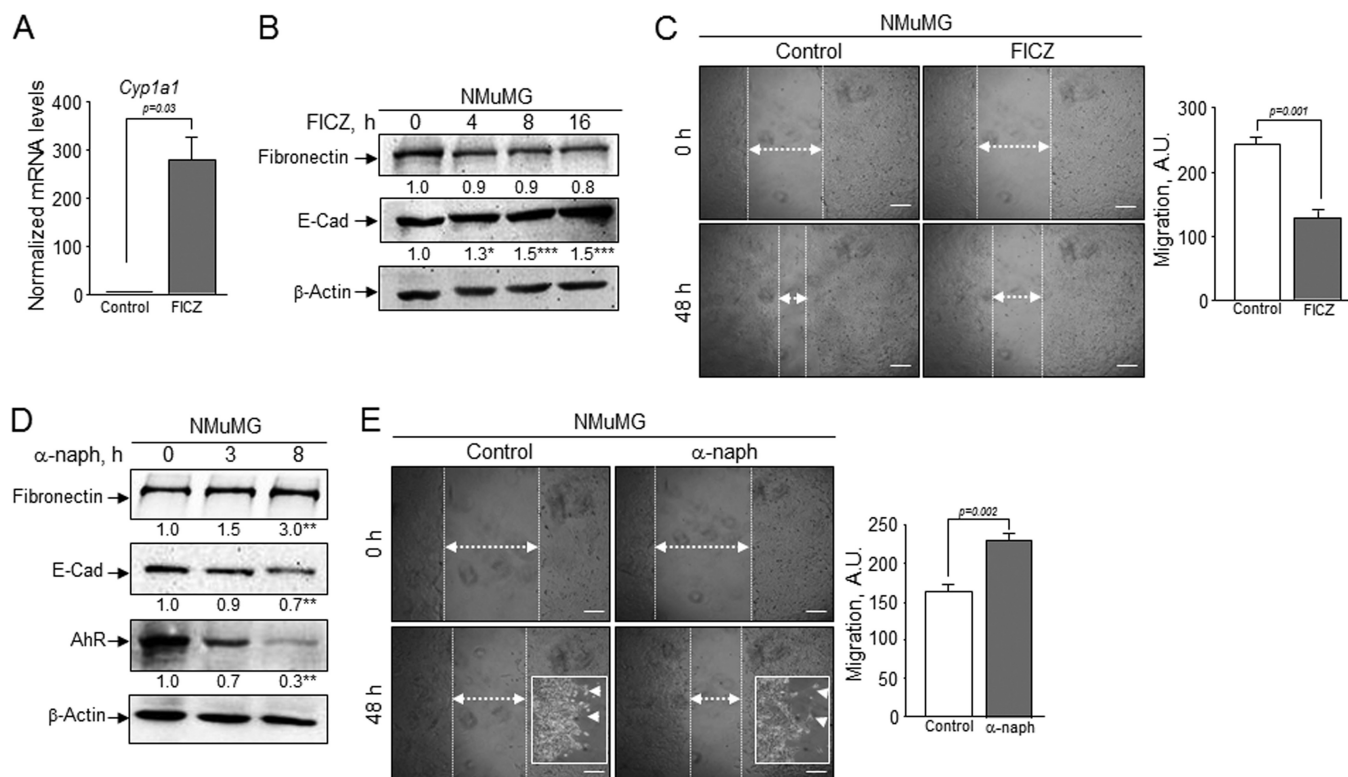 A
Cyp1a1
p=0.03
Normalized mRNA levels
400
300
200
100
0
Control FICZ
B
NMuMG
FICZ, h 0 4 8 16
Fibronectin
1.0 0.9 0.9 0.8
E-Cad
1.0 1.3* 1.5*** 1.5***
β-Actin
C
NMuMG
Control FICZ
0 h
48 h
Migration, A.U.
300
200
100
0
p=0.001
Control FICZ
D
NMuMG
α-naph, h 0 3 8
Fibronectin
1.0 1.5 3.0**
E-Cad
1.0 0.9 0.7**
AhR
1.0 0.7 0.3**
β-Actin
E
NMuMG
Control α-naph
0 h
48 h
Migration, A.U.
250
200
150
100
50
0
p=0.002
Control α-naph